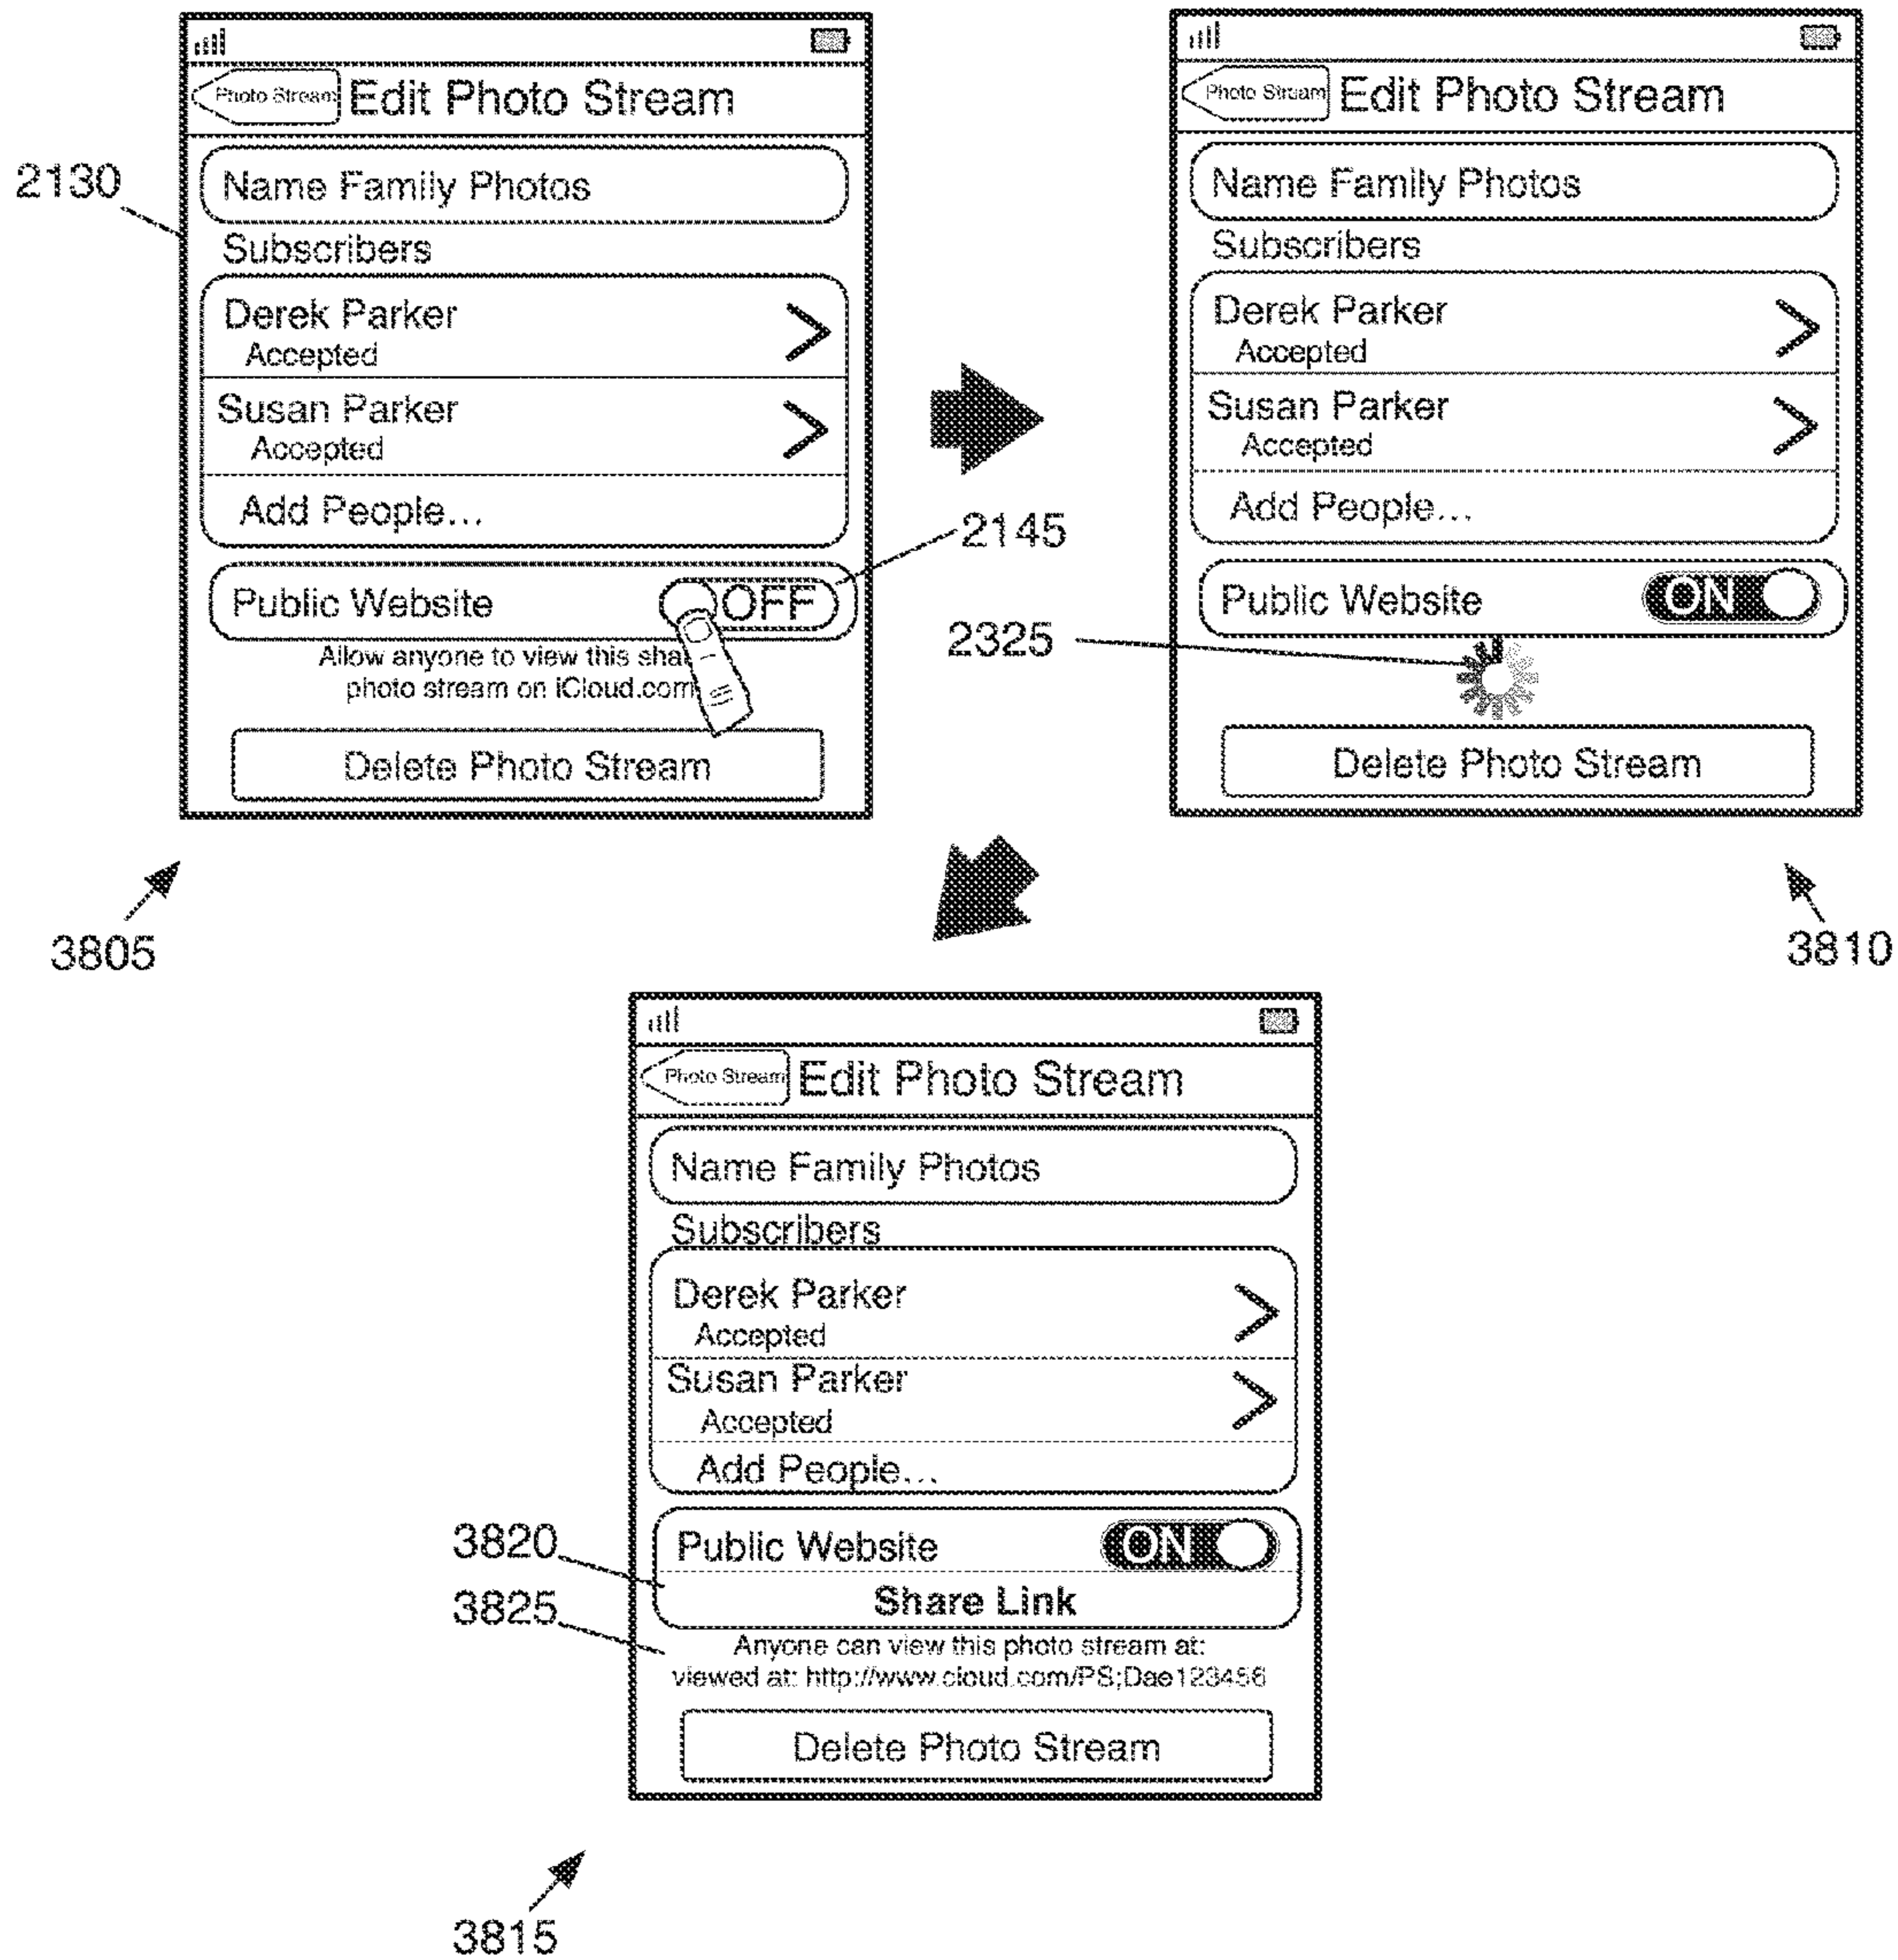 Photo Stream Edit Photo Stream
2130
Name Family Photos
Subscribers
Derek Parker
Accepted
Susan Parker
Accepted
Add People...
2145
Public Website OFF
Allow anyone to view this sha
photo stream on iCloud.com
Delete Photo Stream
3805
Photo Stream Edit Photo Stream
Name Family Photos
Subscribers
Derek Parker
Accepted
Susan Parker
Accepted
Add People...
Public Website ON
2325
Delete Photo Stream
3810
Photo Stream Edit Photo Stream
Name Family Photos
Subscribers
Derek Parker
Accepted
Susan Parker
Accepted
Add People...
Public Website ON
3820
Share Link
3825
Anyone can view this photo stream at:
viewed at: http://www.cloud.com/PS;Dae123456
Delete Photo Stream
3815